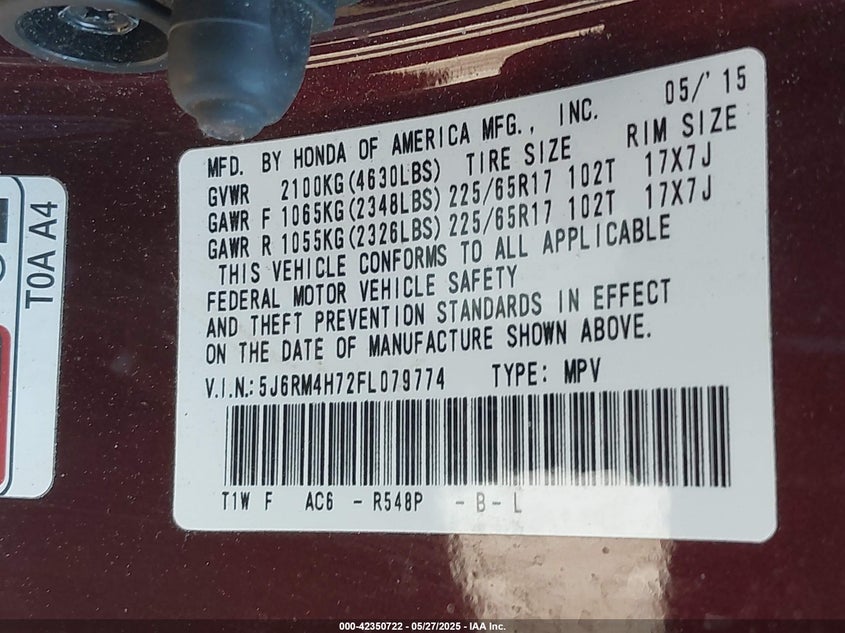 05/'15
MFD. BY HONDA OF AMERICA MFG., INC.
GVWR 2100KG(4630LBS) TIRE SIZE RIM SIZE
GAWR F 1065KG(2348LBS) 225/65R17 102T 17X7J
GAWR R 1055KG(2326LBS) 225/65R17 102T 17X7J
THIS VEHICLE CONFORMS TO ALL APPLICABLE
FEDERAL MOTOR VEHICLE SAFETY
AND THEFT PREVENTION STANDARDS IN EFFECT
ON THE DATE OF MANUFACTURE SHOWN ABOVE.
V.I.N.: 5J6RM4H72FL079774 TYPE: MPV
T1W F AC6 - R548P - B - L
T0A A4
000-42350722 - 05/27/2025 - IAA Inc.